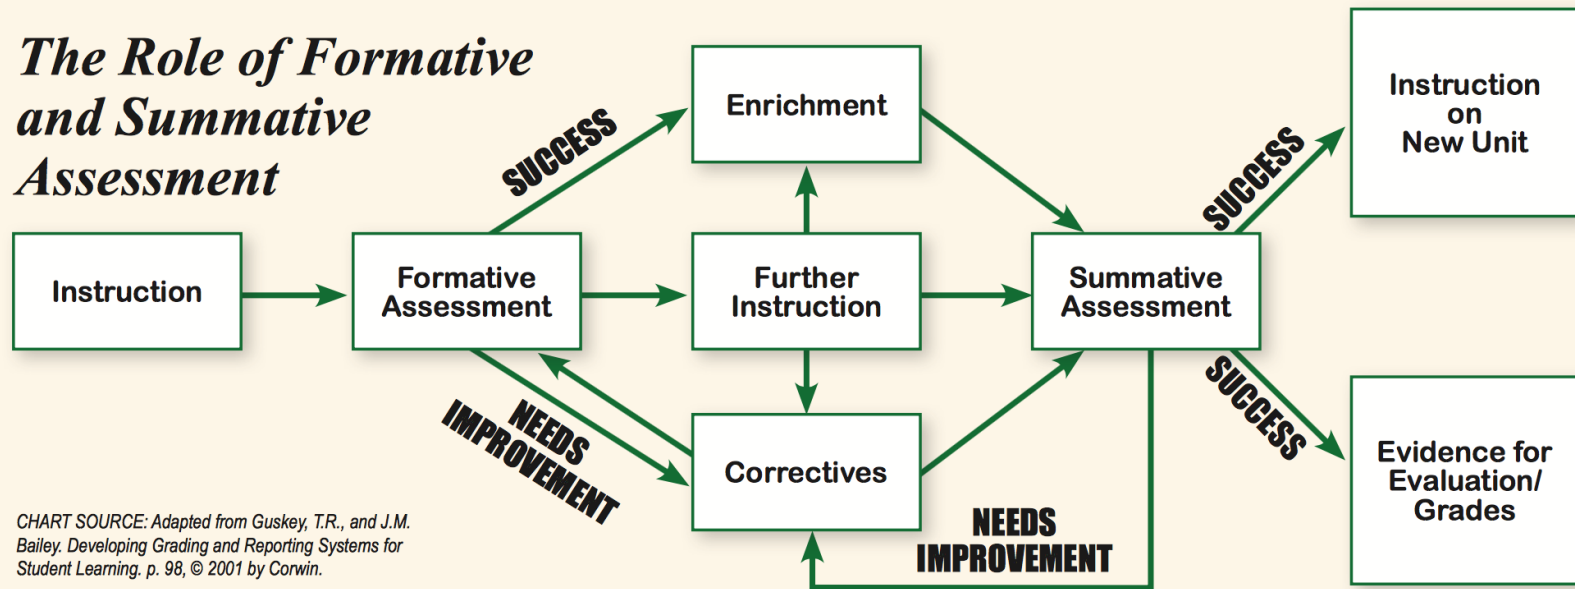 The Role of Formative
and Summative
Assessment
Instruction
Formative
Assessment
SUCCESS
NEEDS
IMPROVEMENT
Enrichment
Further
Instruction
Correctives
Summative
Assessment
NEEDS
IMPROVEMENT
SUCCESS
SUCCESS
Instruction
on
New Unit
Evidence for
Evaluation/
Grades
CHART SOURCE: Adapted from Guskey, T.R., and J.M.
Bailey. Developing Grading and Reporting Systems for
Student Learning. p. 98, © 2001 by Corwin.